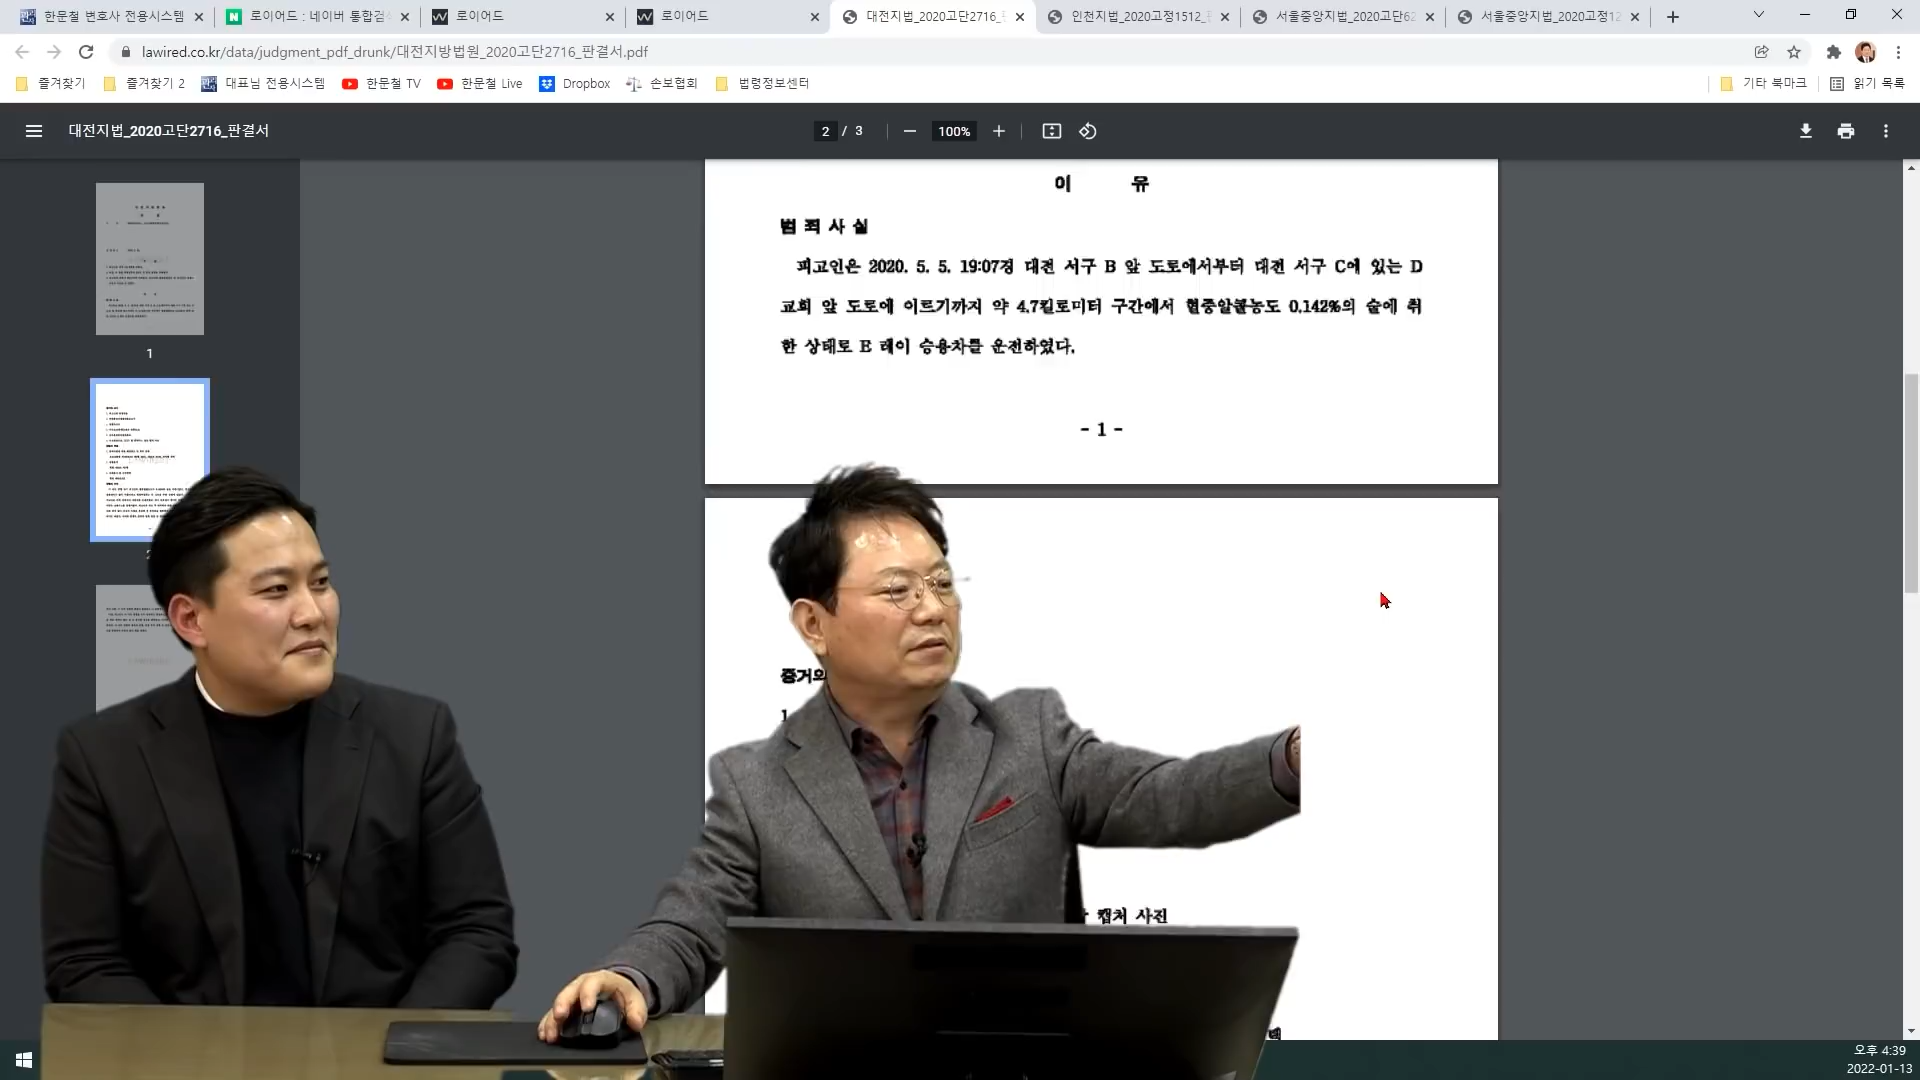 한문철 변호사 전용시스템
로이어드 : 네이버 통합검
로이어드
로이어드
대전지법_2020고단2716_
인천지법_2020고정1512_
서울중앙지법_2020고단62
서울중앙지법_2020고정12
lawired.co.kr/data/judgment_pdf_drunk/대전지방법원_2020고단2716_판결서.pdf
즐겨찾기
즐겨찾기 2
대표님 전용시스템
한문철 TV
한문철 Live
Dropbox
손보협회
법령정보센터
기타 북마크
읽기 목록
대전지법_2020고단2716_판결서
2 / 3
100%
1
이 유
범 죄 사 실
피고인은 2020. 5. 5. 19:07경 대전 서구 B 앞 도로에서부터 대전 서구 C에 있는 D
교회 앞 도로에 이르기까지 약 4.7킬로미터 구간에서 혈중알콜농도 0.142%의 술에 취
한 상태로 E 레이 승용차를 운전하였다.
- 1 -
증거의
1
캡처 사진
오후 4:39
2022-01-13